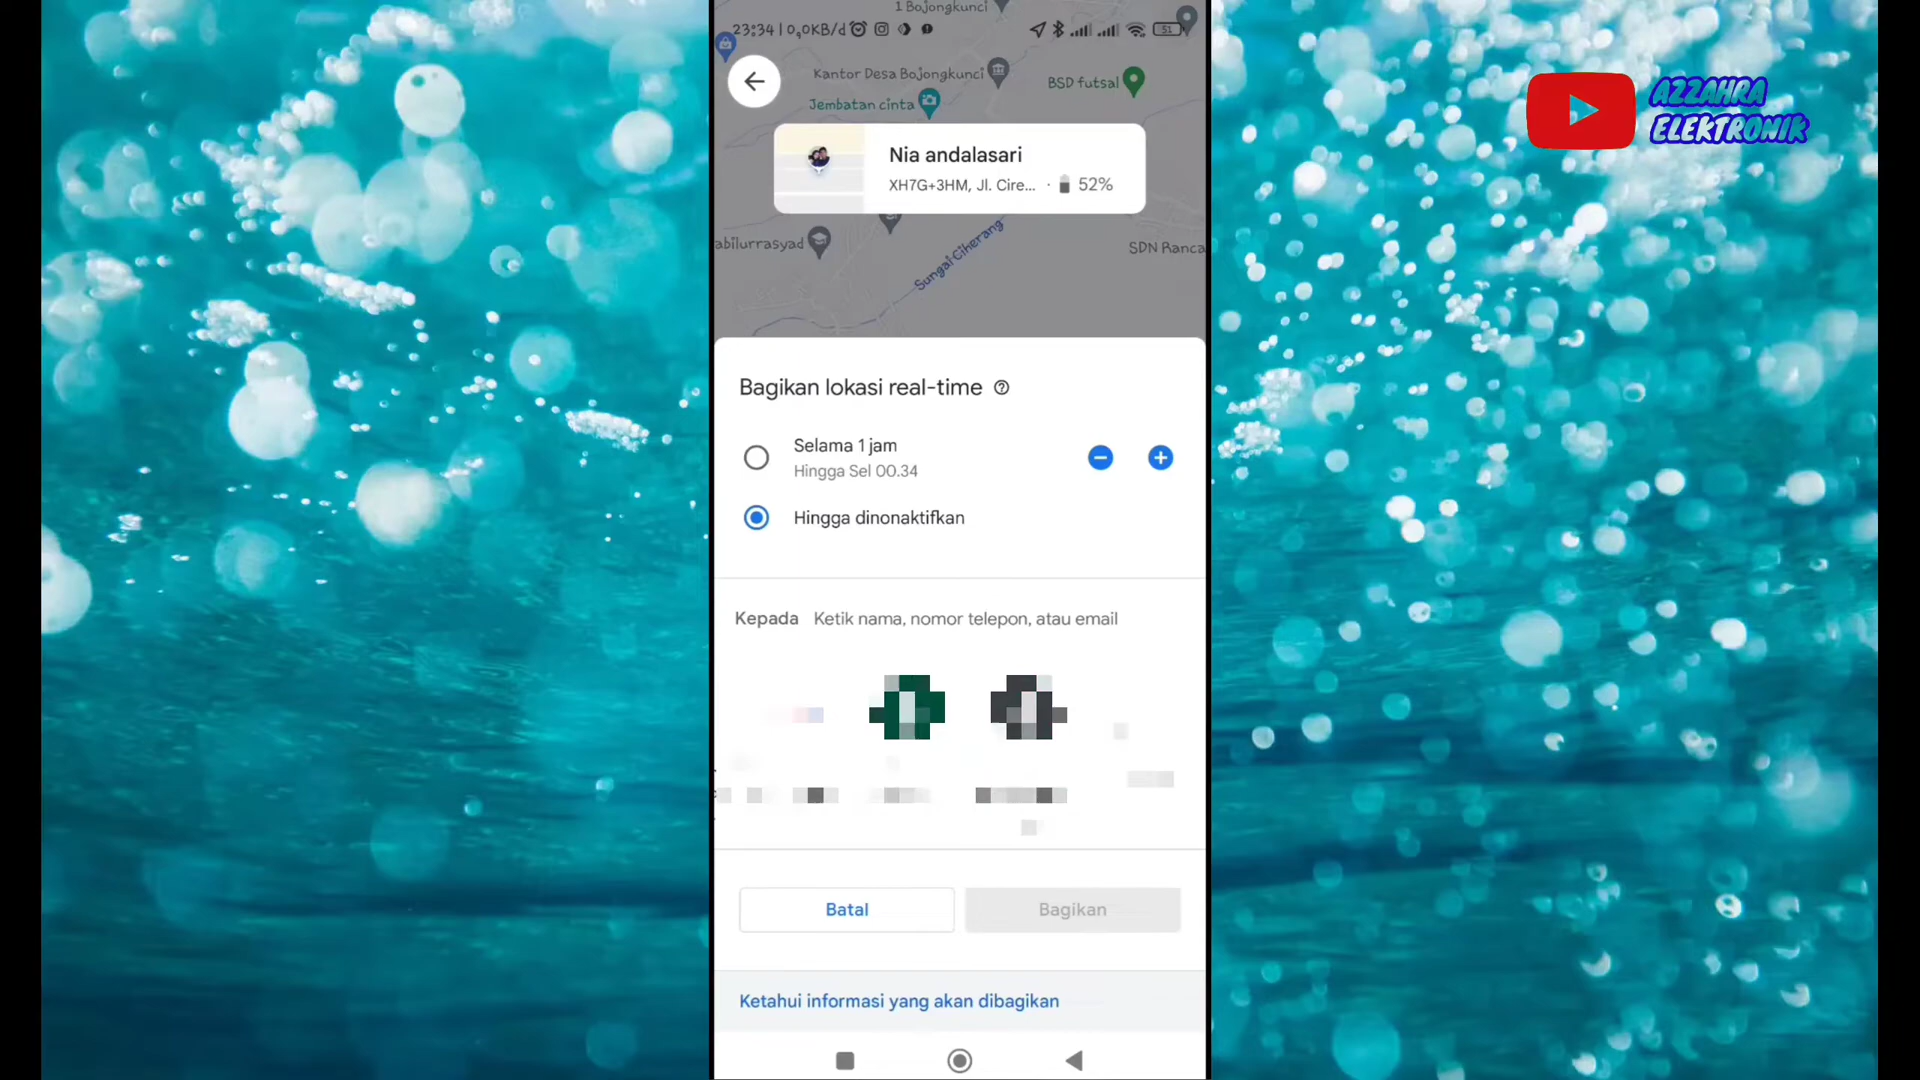 1 Bojongkunci
23:34 | 0,0KB/d
51
Kantor Desa Bojongkunci
BSD futsal
Jembatan cinta
AZZAHRA
ELEKTRONIK
Nia andalasari
XH7G+3HM, Jl. Cire... · 52%
abilurrasyad
Sungai Ciherang
SDN Ranca
Bagikan lokasi real-time
Selama 1 jam
Hingga Sel 00.34
Hingga dinonaktifkan
Kepada Ketik nama, nomor telepon, atau email
Batal
Bagikan
Ketahui informasi yang akan dibagikan